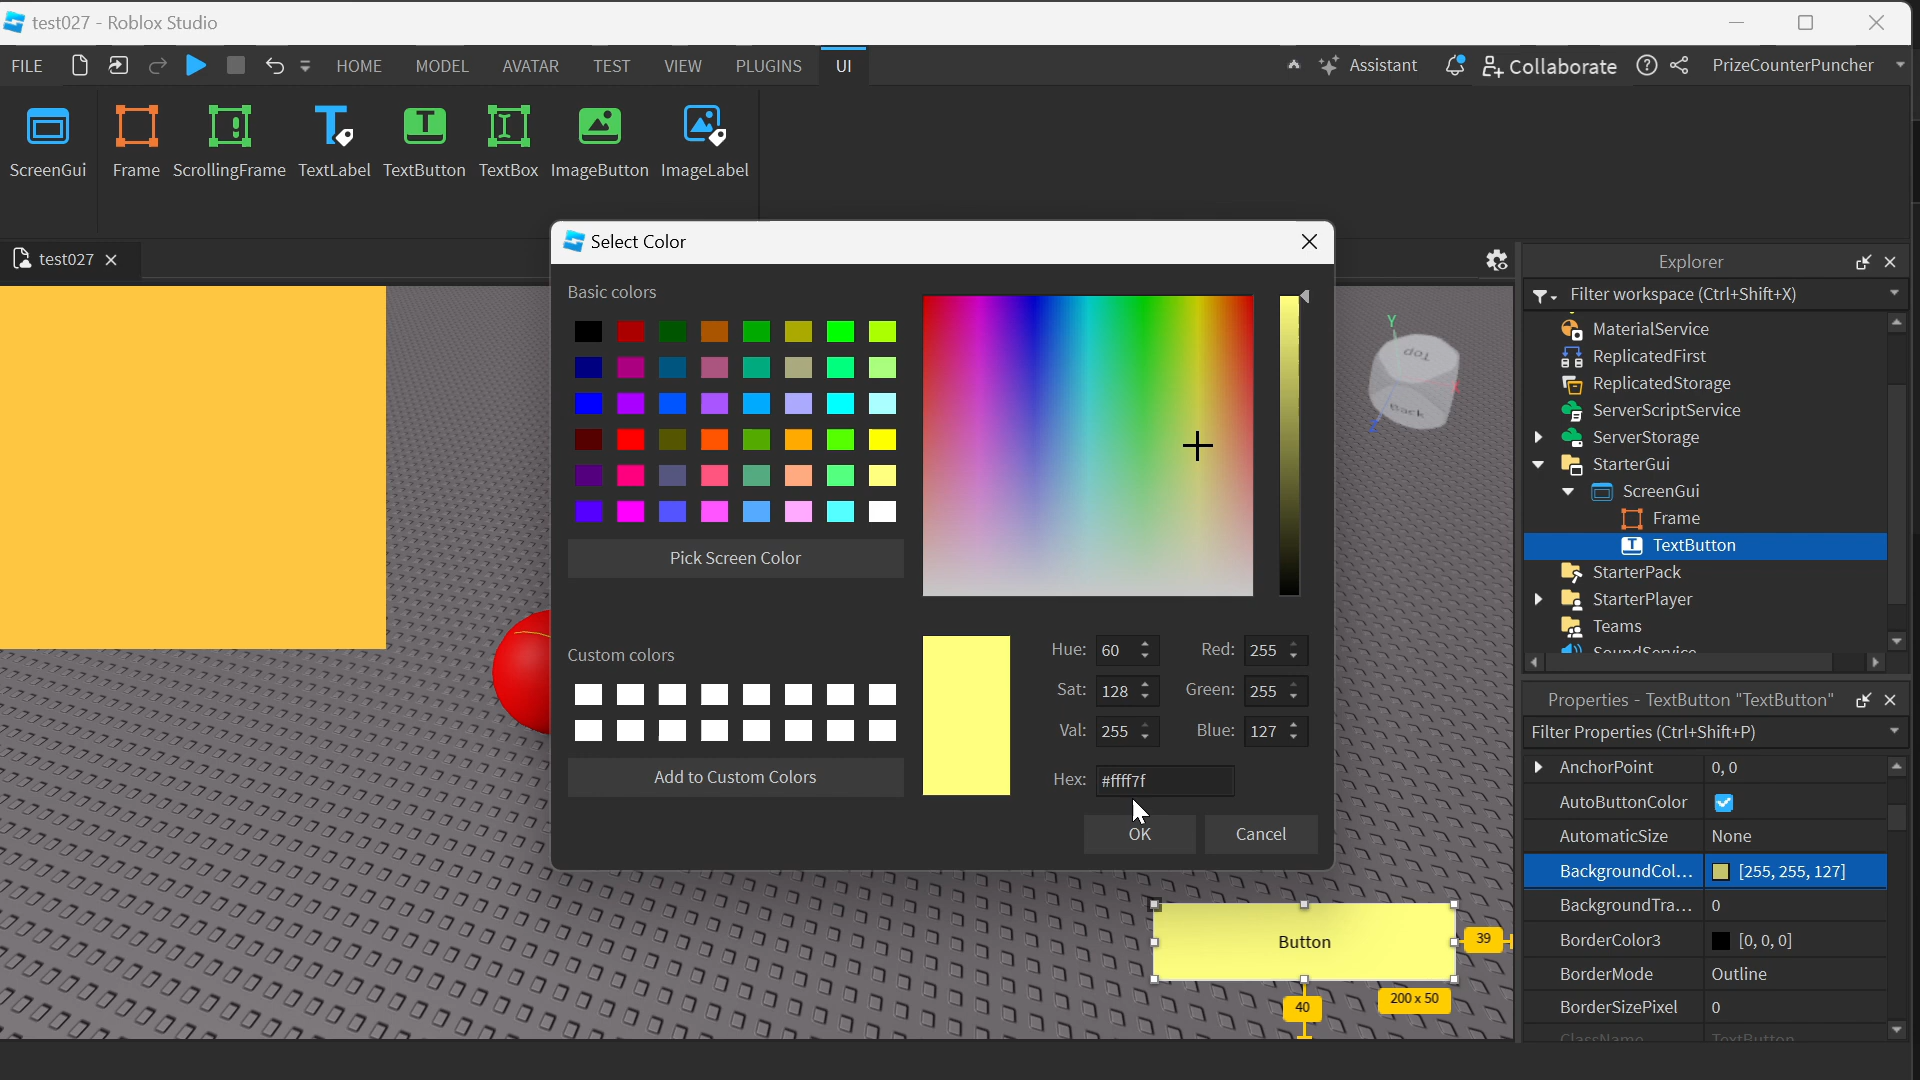 test027 - Roblox Studio
FILE HOME MODEL AVATAR TEST VIEW PLUGINS UI Assistant Collaborate PrizeCounterPuncher
ScreenGui Frame ScrollingFrame TextLabel TextButton TextBox ImageButton ImageLabel
test027
Select Color
Basic colors
Pick Screen Color
Custom colors
Add to Custom Colors
Hue: 60 Red: 255
Sat: 128 Green: 255
Val: 255 Blue: 127
Hex: #ffff7f
OK Cancel
Y
Top
Back
Z
Button
39
40
200 x 50
Explorer
Filter workspace (Ctrl+Shift+X)
MaterialService
ReplicatedFirst
ReplicatedStorage
ServerScriptService
ServerStorage
StarterGui
ScreenGui
Frame
TextButton
StarterPack
StarterPlayer
Teams
SoundService
Properties - TextButton "TextButton"
Filter Properties (Ctrl+Shift+P)
AnchorPoint 0, 0
AutoButtonColor
AutomaticSize None
BackgroundCol... [255, 255, 127]
BackgroundTra... 0
BorderColor3 [0, 0, 0]
BorderMode Outline
BorderSizePixel 0
ClassName TextButton